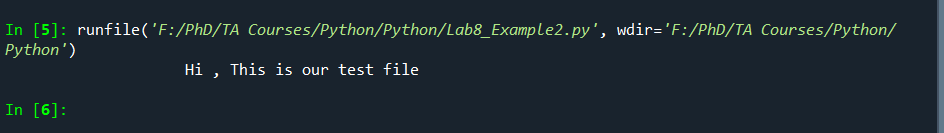 In [5]: runfile('F:/PhD/TA Courses/Python/Python/Lab8_Example2.py', wdir='F:/PhD/TA Courses/Python/
Python')
Hi , This is our test file
In [6]: